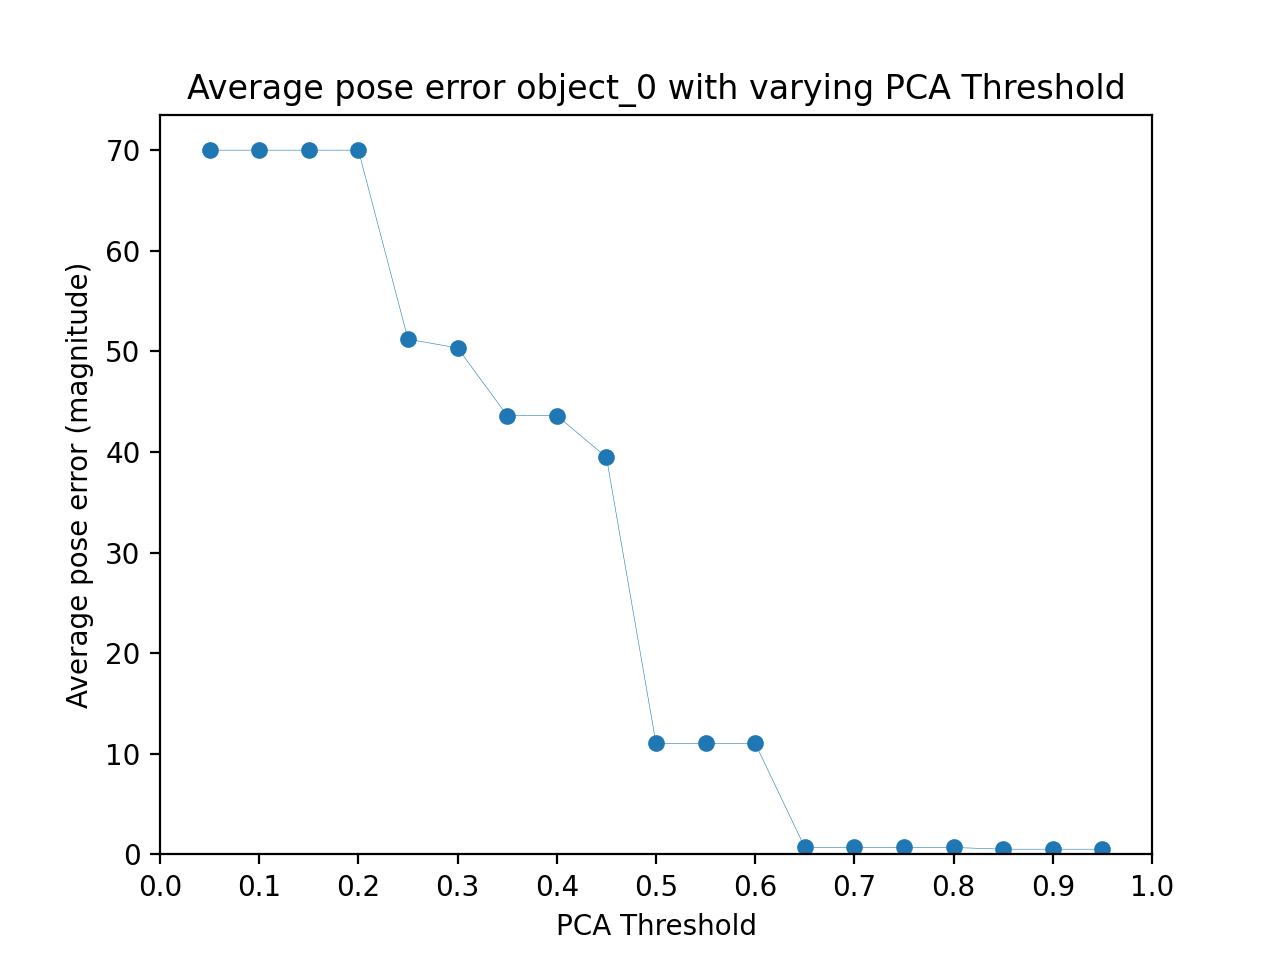 Average pose error object_0 with varying PCA Threshold
Average pose error (magnitude)
70
60
50
40
30
20
10
0
0.0 0.1 0.2 0.3 0.4 0.5 0.6 0.7 0.8 0.9 1.0
PCA Threshold